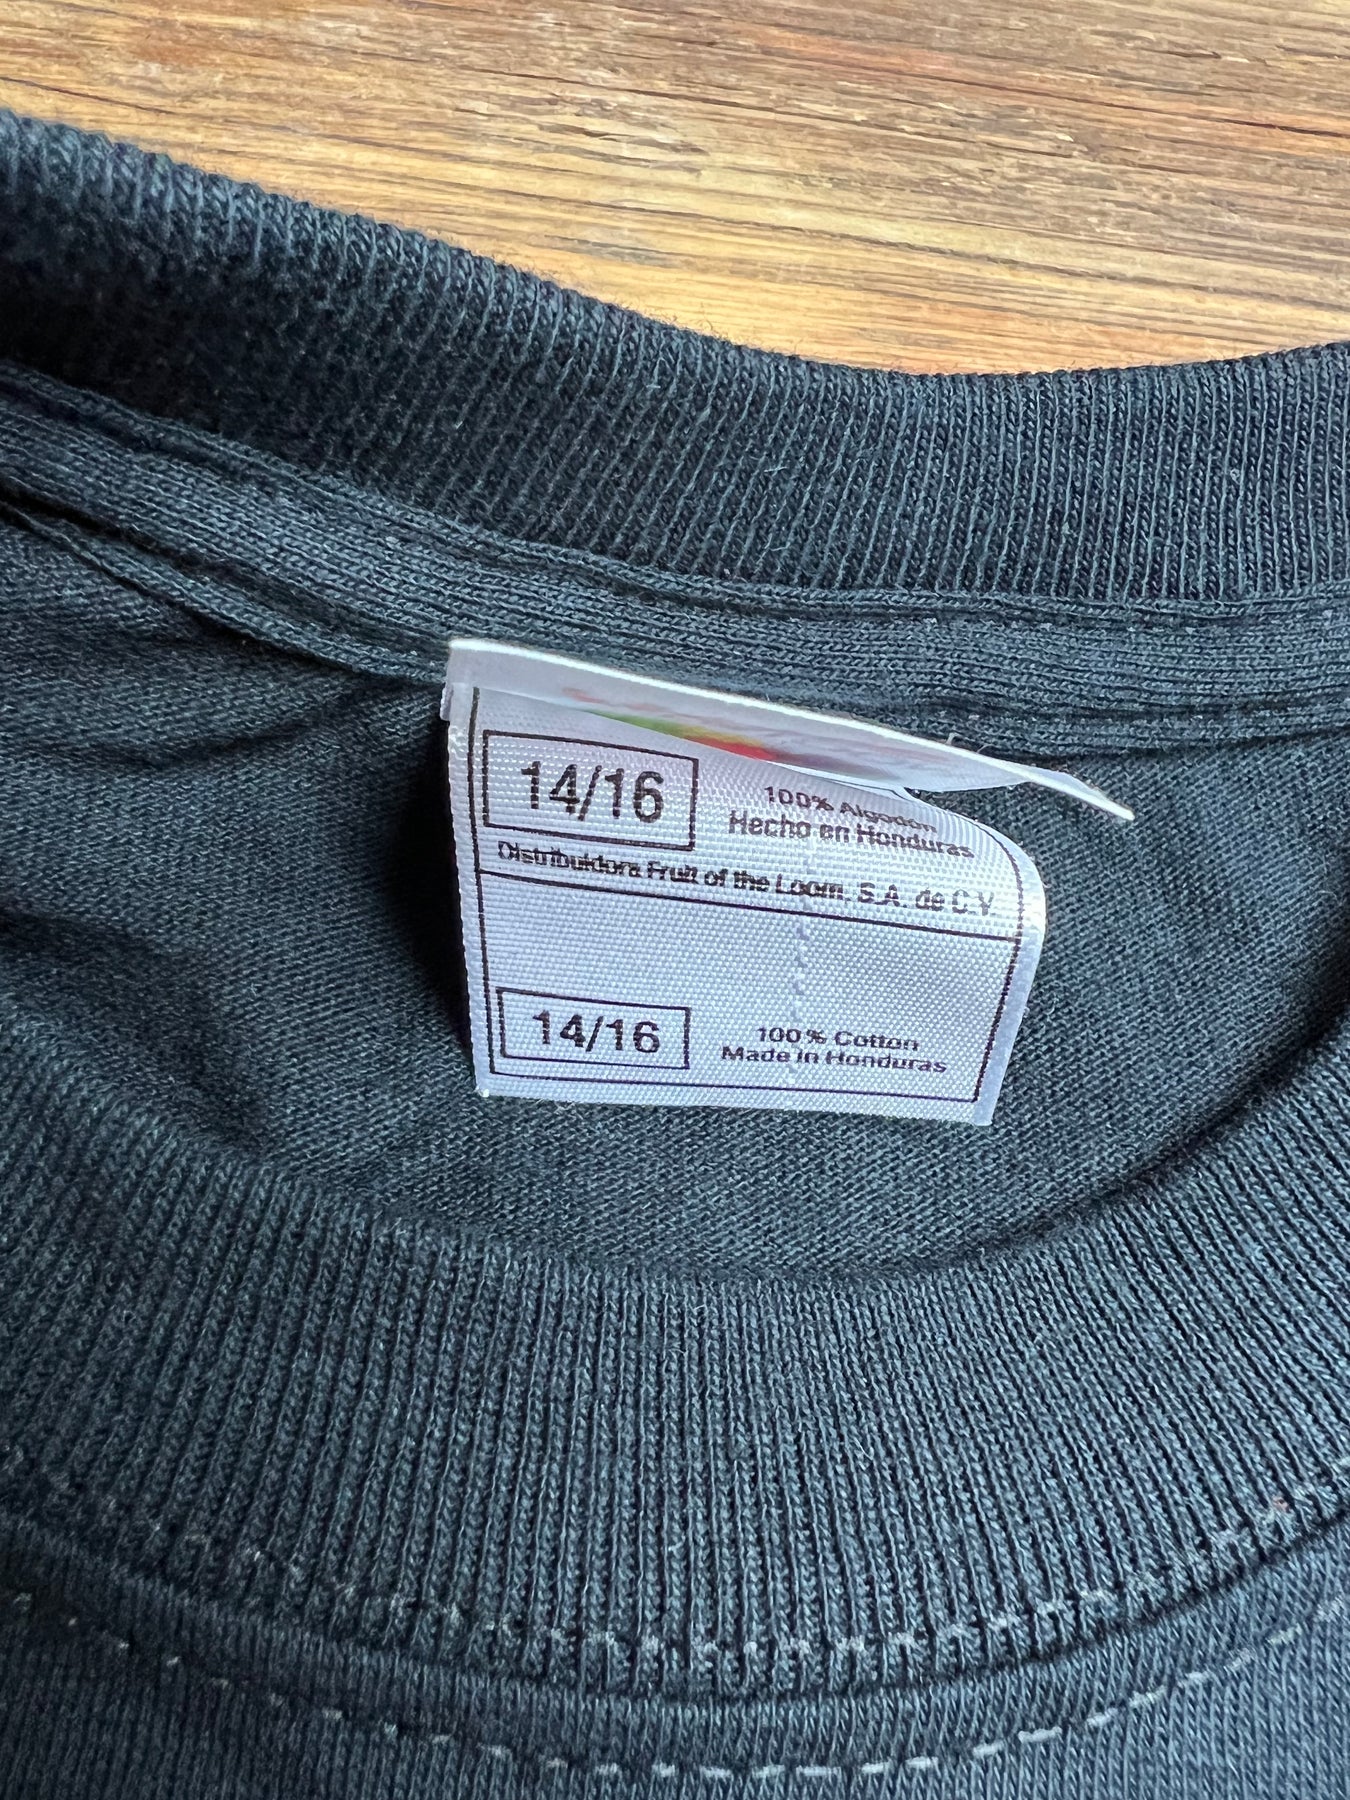 14/16
100% Algodón
Hecho en Honduras
Distribuidora Fruit of the Loom, S.A. de C.V.
14/16
100% Cotton
Made in Honduras